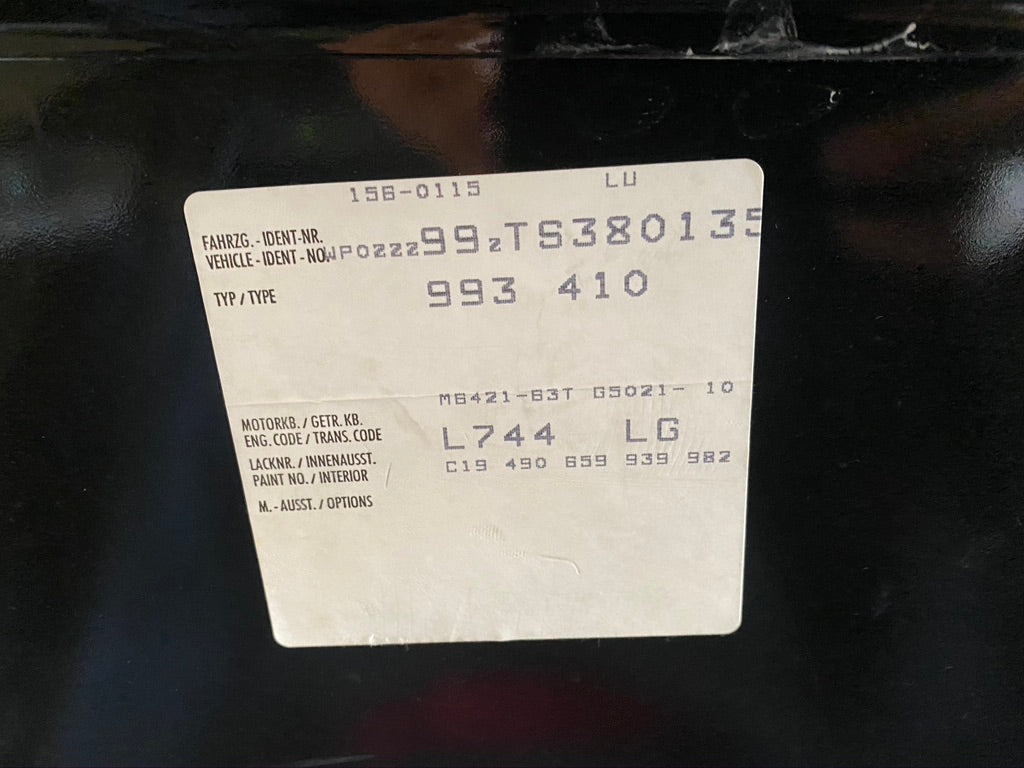 156-0115 LU
FAHRZG.-IDENT-NR.
VEHICLE-IDENT-NO. WP0ZZZ99ZTS380135
TYP / TYPE 993 410
M6421-63T G5021- 10
MOTORKB. / GETR. KB.
ENG. CODE / TRANS. CODE L744 LG
LACKNR. / INNENAUSST. C19 490 659 939 982
PAINT NO. / INTERIOR
M.-AUSST. / OPTIONS